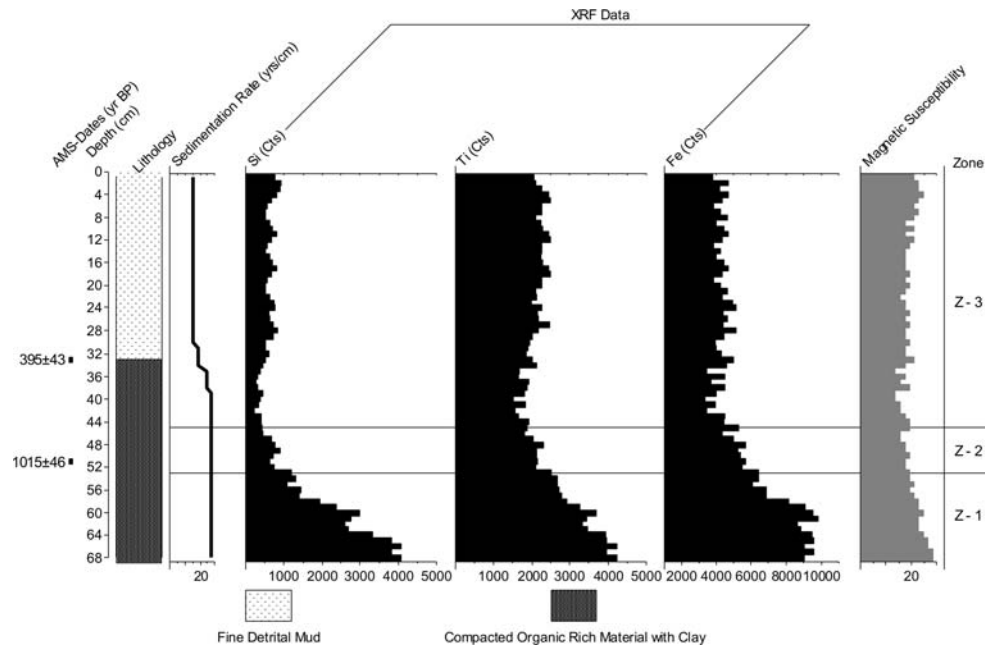 XRF Data
AMS-Dates (yr BP)
Depth (cm)
Lithology
Sedimentation Rate (yrs/cm)
Si (Cts)
Ti (Cts)
Fe (Cts)
Magnetic Susceptibility
Zone
0
4
8
12
16
20
24
28
32
36
40
44
48
52
56
60
64
68
395±43
1015±46
Z - 3
Z - 2
Z - 1
20
1000 2000 3000 4000 5000
0 1000 2000 3000 4000 5000
2000 4000 6000 8000 10000
20
Fine Detrital Mud
Compacted Organic Rich Material with Clay